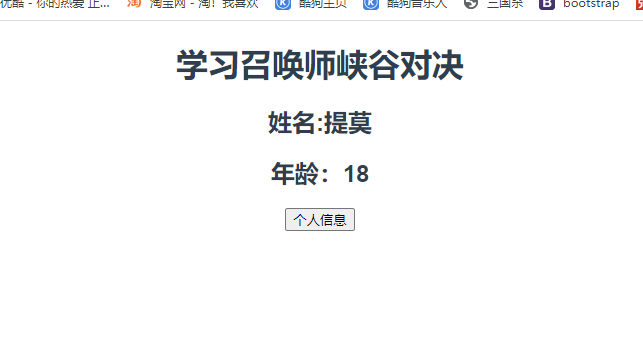 优酷 - 你的热爱 正... 淘 淘宝网 - 淘！我喜欢 K 酷狗主页 K 酷狗音乐人 三国杀 B bootstrap
学习召唤师峡谷对决
姓名:提莫
年龄：18
个人信息